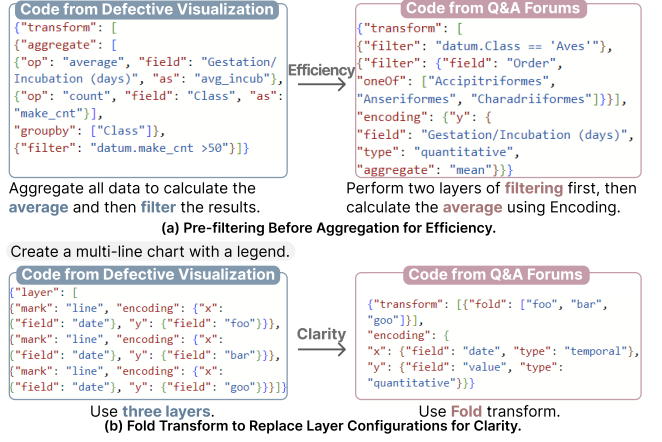 Code from Defective Visualization
{"transform": [
{"aggregate": [
{"op": "average", "field": "Gestation/
Incubation (days)", "as": "avg_incub"},
{"op": "count", "field": "Class", "as":
"make_cnt"}],
"groupby": ["Class"]},
{"filter": "datum.make_cnt >50"}]}
Efficiency
Code from Q&A Forums
{"transform": [
{"filter": "datum.Class == 'Aves'"},
{"filter": {"field": "Order",
"oneOf": ["Accipitriformes",
"Anseriformes", "Charadriiformes"]}}],
"encoding": {"y": {
"field": "Gestation/Incubation (days)",
"type": "quantitative",
"aggregate": "mean"}}}
Aggregate all data to calculate the
average and then filter the results.
Perform two layers of filtering first, then
calculate the average using Encoding.
(a) Pre-filtering Before Aggregation for Efficiency.
Create a multi-line chart with a legend.
Code from Defective Visualization
{"layer": [
{"mark": "line", "encoding": {"x":
{"field": "date"}, "y": {"field": "foo"}}},
{"mark": "line", "encoding": {"x":
{"field": "date"}, "y": {"field": "bar"}}},
{"mark": "line", "encoding": {"x":
{"field": "date"}, "y": {"field": "goo"}}}]}
Clarity
Code from Q&A Forums
{"transform": [{"fold": ["foo", "bar",
"goo"]}],
"encoding": {
"x": {"field": "date", "type": "temporal"},
"y": {"field": "value", "type":
"quantitative"}}}
Use three layers.
Use Fold transform.
(b) Fold Transform to Replace Layer Configurations for Clarity.